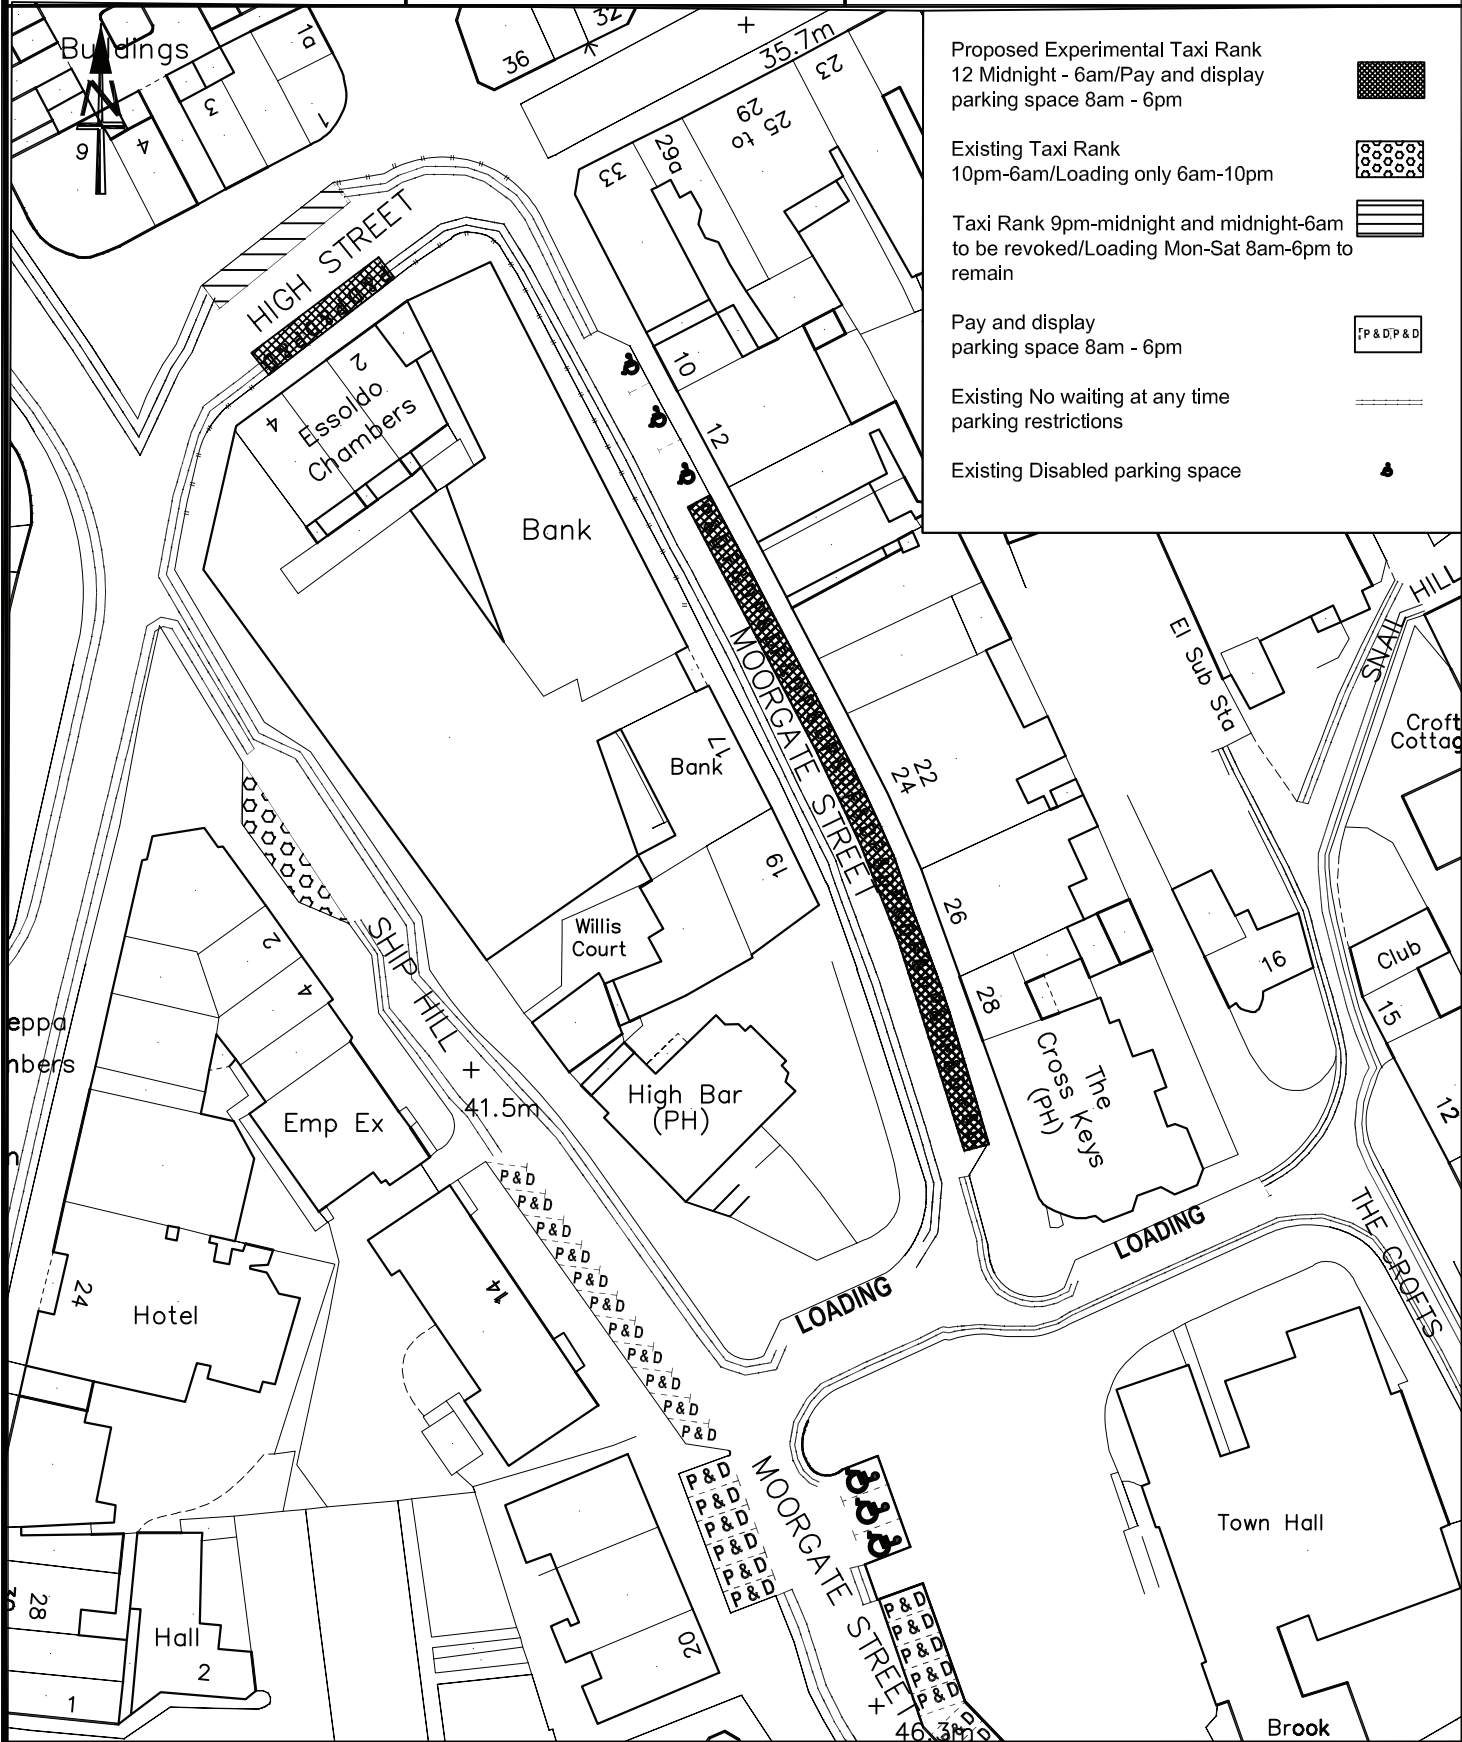 Buildings
1a
3
1
4
6
36
32
35.7m
23
25 to
29
29a
33
HIGH STREET
2
4
Essoldo
Chambers
Bank
10
12
Proposed Experimental Taxi Rank
12 Midnight - 6am/Pay and display
parking space 8am - 6pm
Existing Taxi Rank
10pm-6am/Loading only 6am-10pm
Taxi Rank 9pm-midnight and midnight-6am
to be revoked/Loading Mon-Sat 8am-6pm to
remain
Pay and display
parking space 8am - 6pm
P & D P & D
Existing No waiting at any time
parking restrictions
Existing Disabled parking space
MOORGATE STREET
El Sub Sta
SNAIL HILL
Croft
Cottag
17
Bank
22
24
19
26
Willis
Court
28
16
Club
15
12
SHIP HILL
2
4
eppa
nbers
41.5m
Emp Ex
High Bar
(PH)
The
Cross Keys
(PH)
n
P & D
P & D
P & D
P & D
P & D
P & D
P & D
P & D
P & D
P & D
P & D
14
24
Hotel
LOADING
LOADING
THE CROFTS
P & D
P & D
P & D
P & D
P & D
P & D
MOORGATE STREET
Town Hall
28
Hall
2
1
20
P & D
P & D
P & D
P & D
P & D
46.3m
Brook